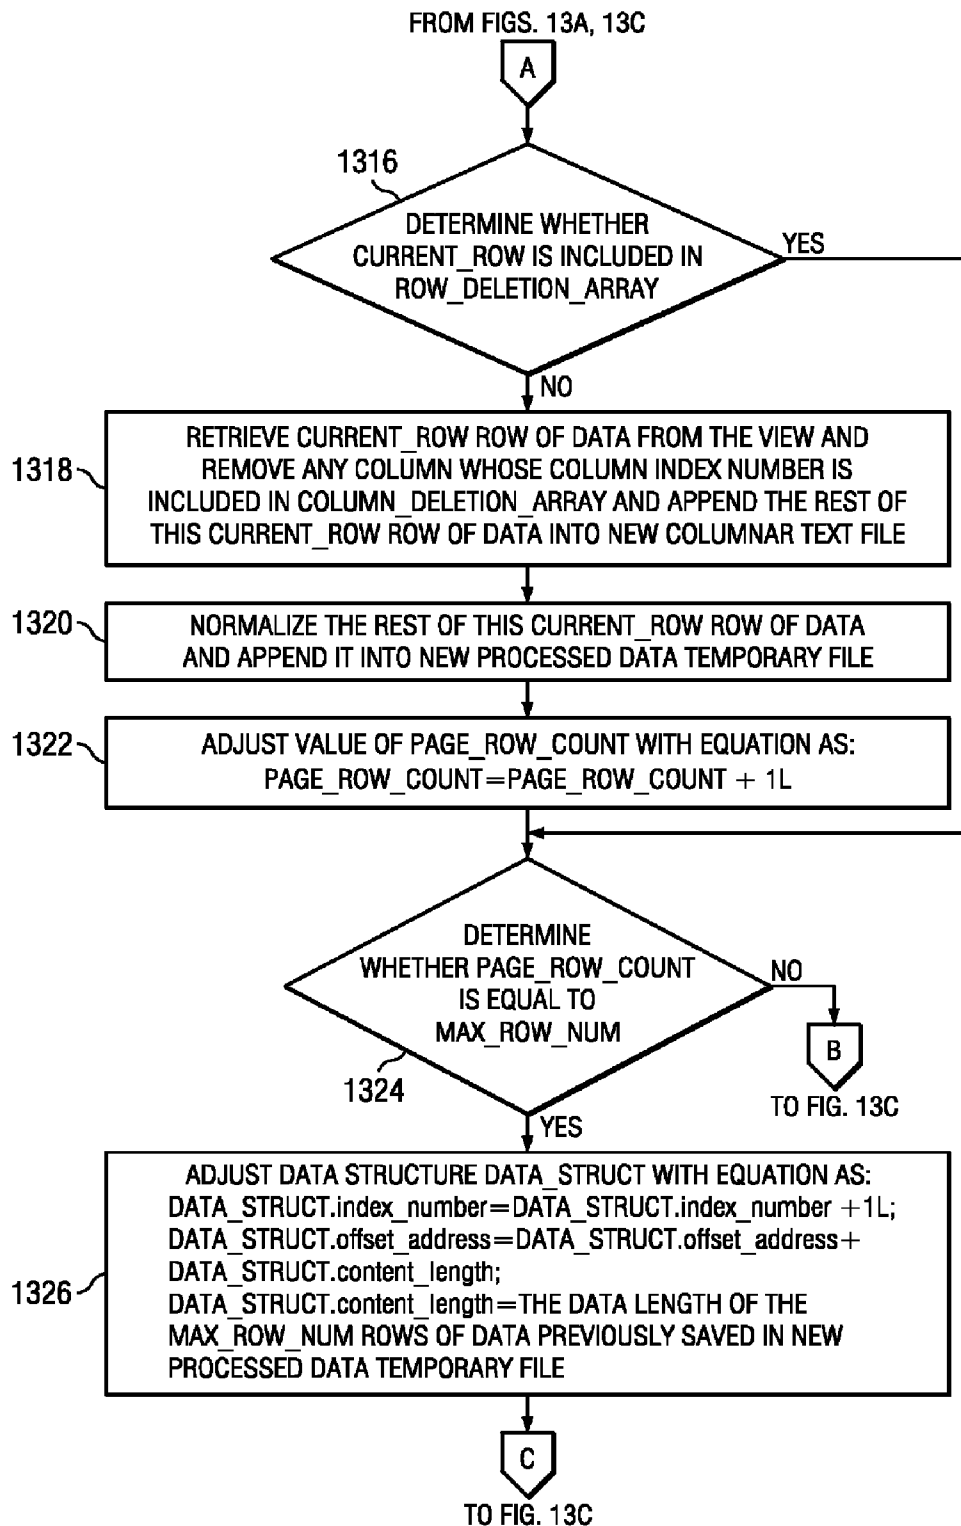 FROM FIGS. 13A, 13C
A
1316
DETERMINE WHETHER
CURRENT_ROW IS INCLUDED IN
ROW_DELETION_ARRAY
YES
NO
1318
RETRIEVE CURRENT_ROW ROW OF DATA FROM THE VIEW AND
REMOVE ANY COLUMN WHOSE COLUMN INDEX NUMBER IS
INCLUDED IN COLUMN_DELETION_ARRAY AND APPEND THE REST OF
THIS CURRENT_ROW ROW OF DATA INTO NEW COLUMNAR TEXT FILE
1320
NORMALIZE THE REST OF THIS CURRENT_ROW ROW OF DATA
AND APPEND IT INTO NEW PROCESSED DATA TEMPORARY FILE
1322
ADJUST VALUE OF PAGE_ROW_COUNT WITH EQUATION AS:
PAGE_ROW_COUNT=PAGE_ROW_COUNT + 1L
DETERMINE
WHETHER PAGE_ROW_COUNT
IS EQUAL TO
MAX_ROW_NUM
1324
NO
B
TO FIG. 13C
YES
1326
ADJUST DATA STRUCTURE DATA_STRUCT WITH EQUATION AS:
DATA_STRUCT.index_number=DATA_STRUCT.index_number +1L;
DATA_STRUCT.offset_address=DATA_STRUCT.offset_address+
DATA_STRUCT.content_length;
DATA_STRUCT.content_length=THE DATA LENGTH OF THE
MAX_ROW_NUM ROWS OF DATA PREVIOUSLY SAVED IN NEW
PROCESSED DATA TEMPORARY FILE
C
TO FIG. 13C